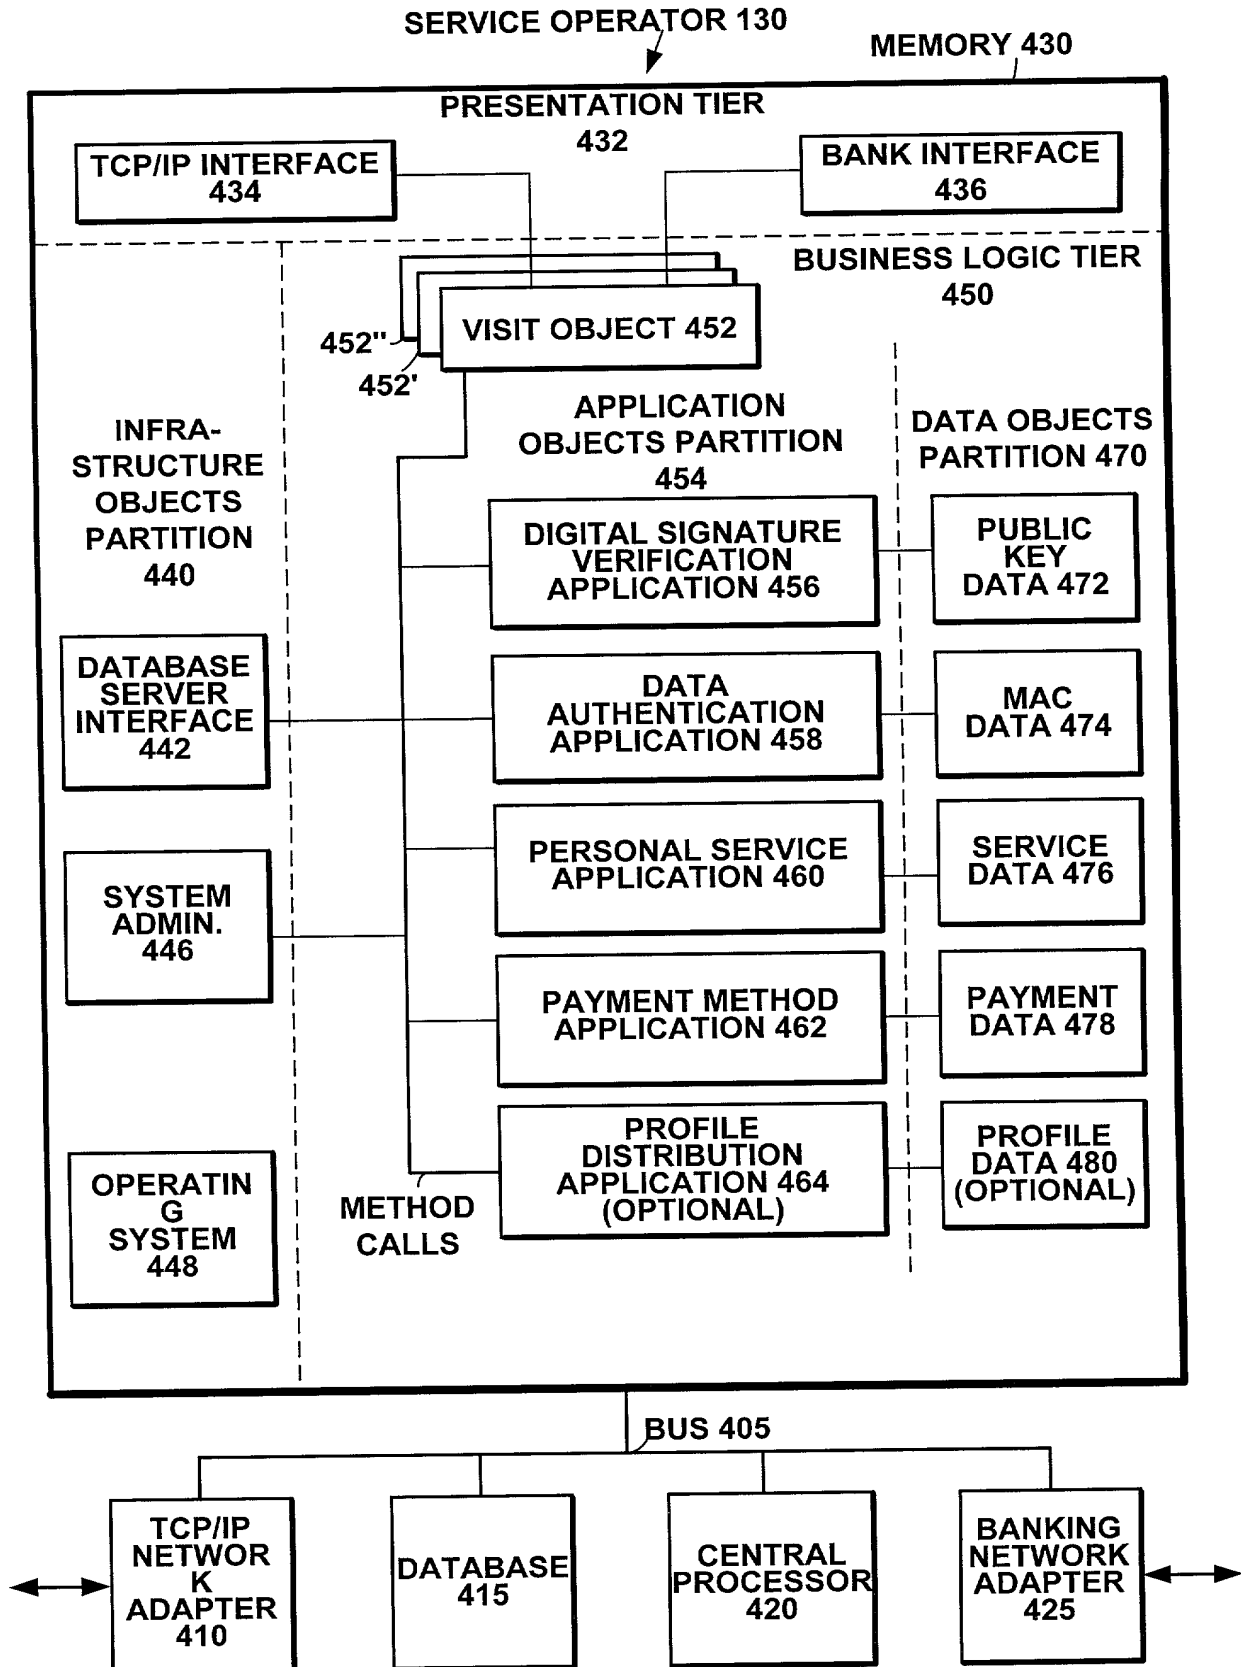 SERVICE OPERATOR 130
MEMORY 430
PRESENTATION TIER
432
TCP/IP INTERFACE
434
BANK INTERFACE
436
BUSINESS LOGIC TIER
450
VISIT OBJECT 452
452"
452'
INFRA-
STRUCTURE
OBJECTS
PARTITION
440
APPLICATION
OBJECTS PARTITION
454
DATA OBJECTS
PARTITION 470
DIGITAL SIGNATURE
VERIFICATION
APPLICATION 456
PUBLIC
KEY
DATA 472
DATABASE
SERVER
INTERFACE
442
DATA
AUTHENTICATION
APPLICATION 458
MAC
DATA 474
SYSTEM
ADMIN.
446
PERSONAL SERVICE
APPLICATION 460
SERVICE
DATA 476
PAYMENT METHOD
APPLICATION 462
PAYMENT
DATA 478
OPERATIN
G
SYSTEM
448
METHOD
CALLS
PROFILE
DISTRIBUTION
APPLICATION 464
(OPTIONAL)
PROFILE
DATA 480
(OPTIONAL)
BUS 405
TCP/IP
NETWOR
K
ADAPTER
410
DATABASE
415
CENTRAL
PROCESSOR
420
BANKING
NETWORK
ADAPTER
425